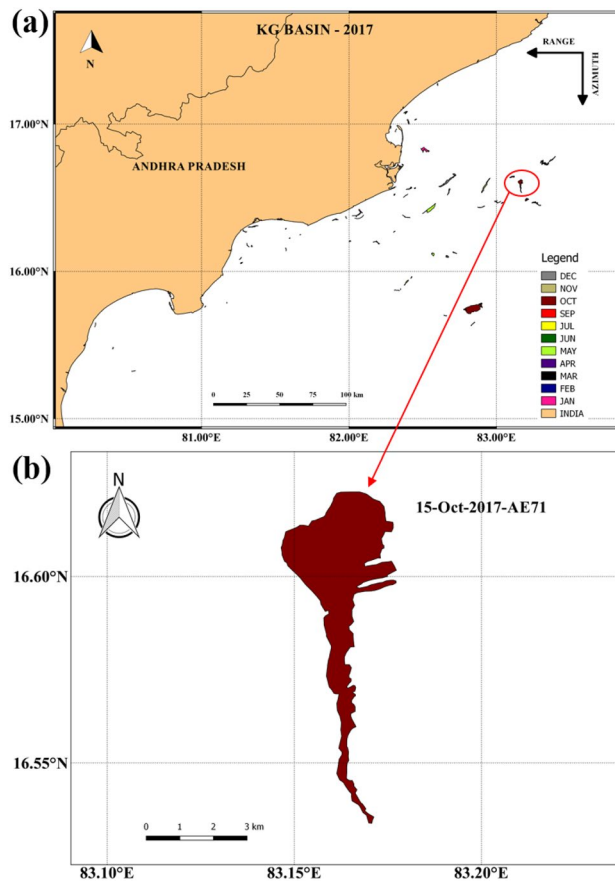 (a)
KG BASIN - 2017
N
RANGE
AZIMUTH
17.00°N
ANDHRA PRADESH
16.00°N
Legend
DEC
NOV
OCT
SEP
JUL
JUN
MAY
APR
MAR
FEB
JAN
INDIA
0 25 50 75 100 km
15.00°N
81.00°E 82.00°E 83.00°E
(b)
N
15-Oct-2017-AE71
16.60°N
16.55°N
0 1 2 3 km
83.10°E 83.15°E 83.20°E